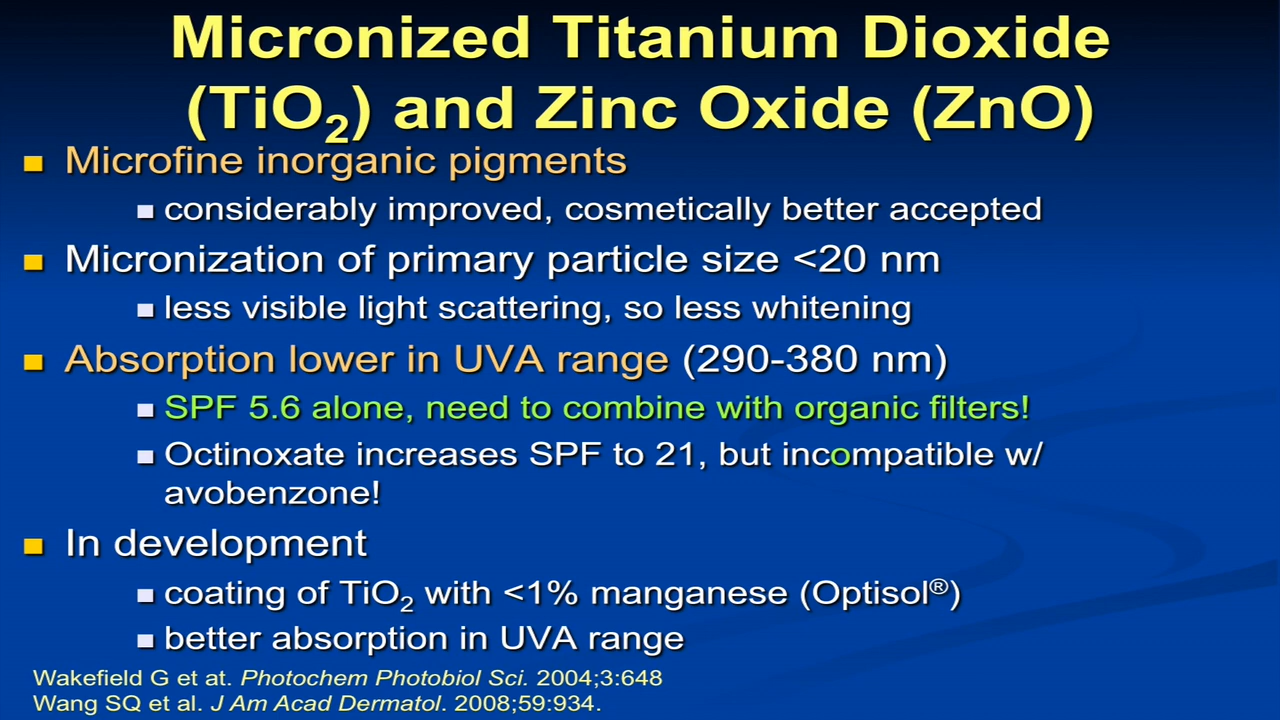 Micronized Titanium Dioxide
(TiO₂) and Zinc Oxide (ZnO)
Microfine inorganic pigments
considerably improved, cosmetically better accepted
Micronization of primary particle size <20 nm
less visible light scattering, so less whitening
Absorption lower in UVA range (290-380 nm)
SPF 5.6 alone, need to combine with organic filters!
Octinoxate increases SPF to 21, but incompatible w/
avobenzone!
In development
coating of TiO₂ with <1% manganese (Optisol®)
better absorption in UVA range
Wakefield G et at. Photochem Photobiol Sci. 2004;3:648
Wang SQ et al. J Am Acad Dermatol. 2008;59:934.